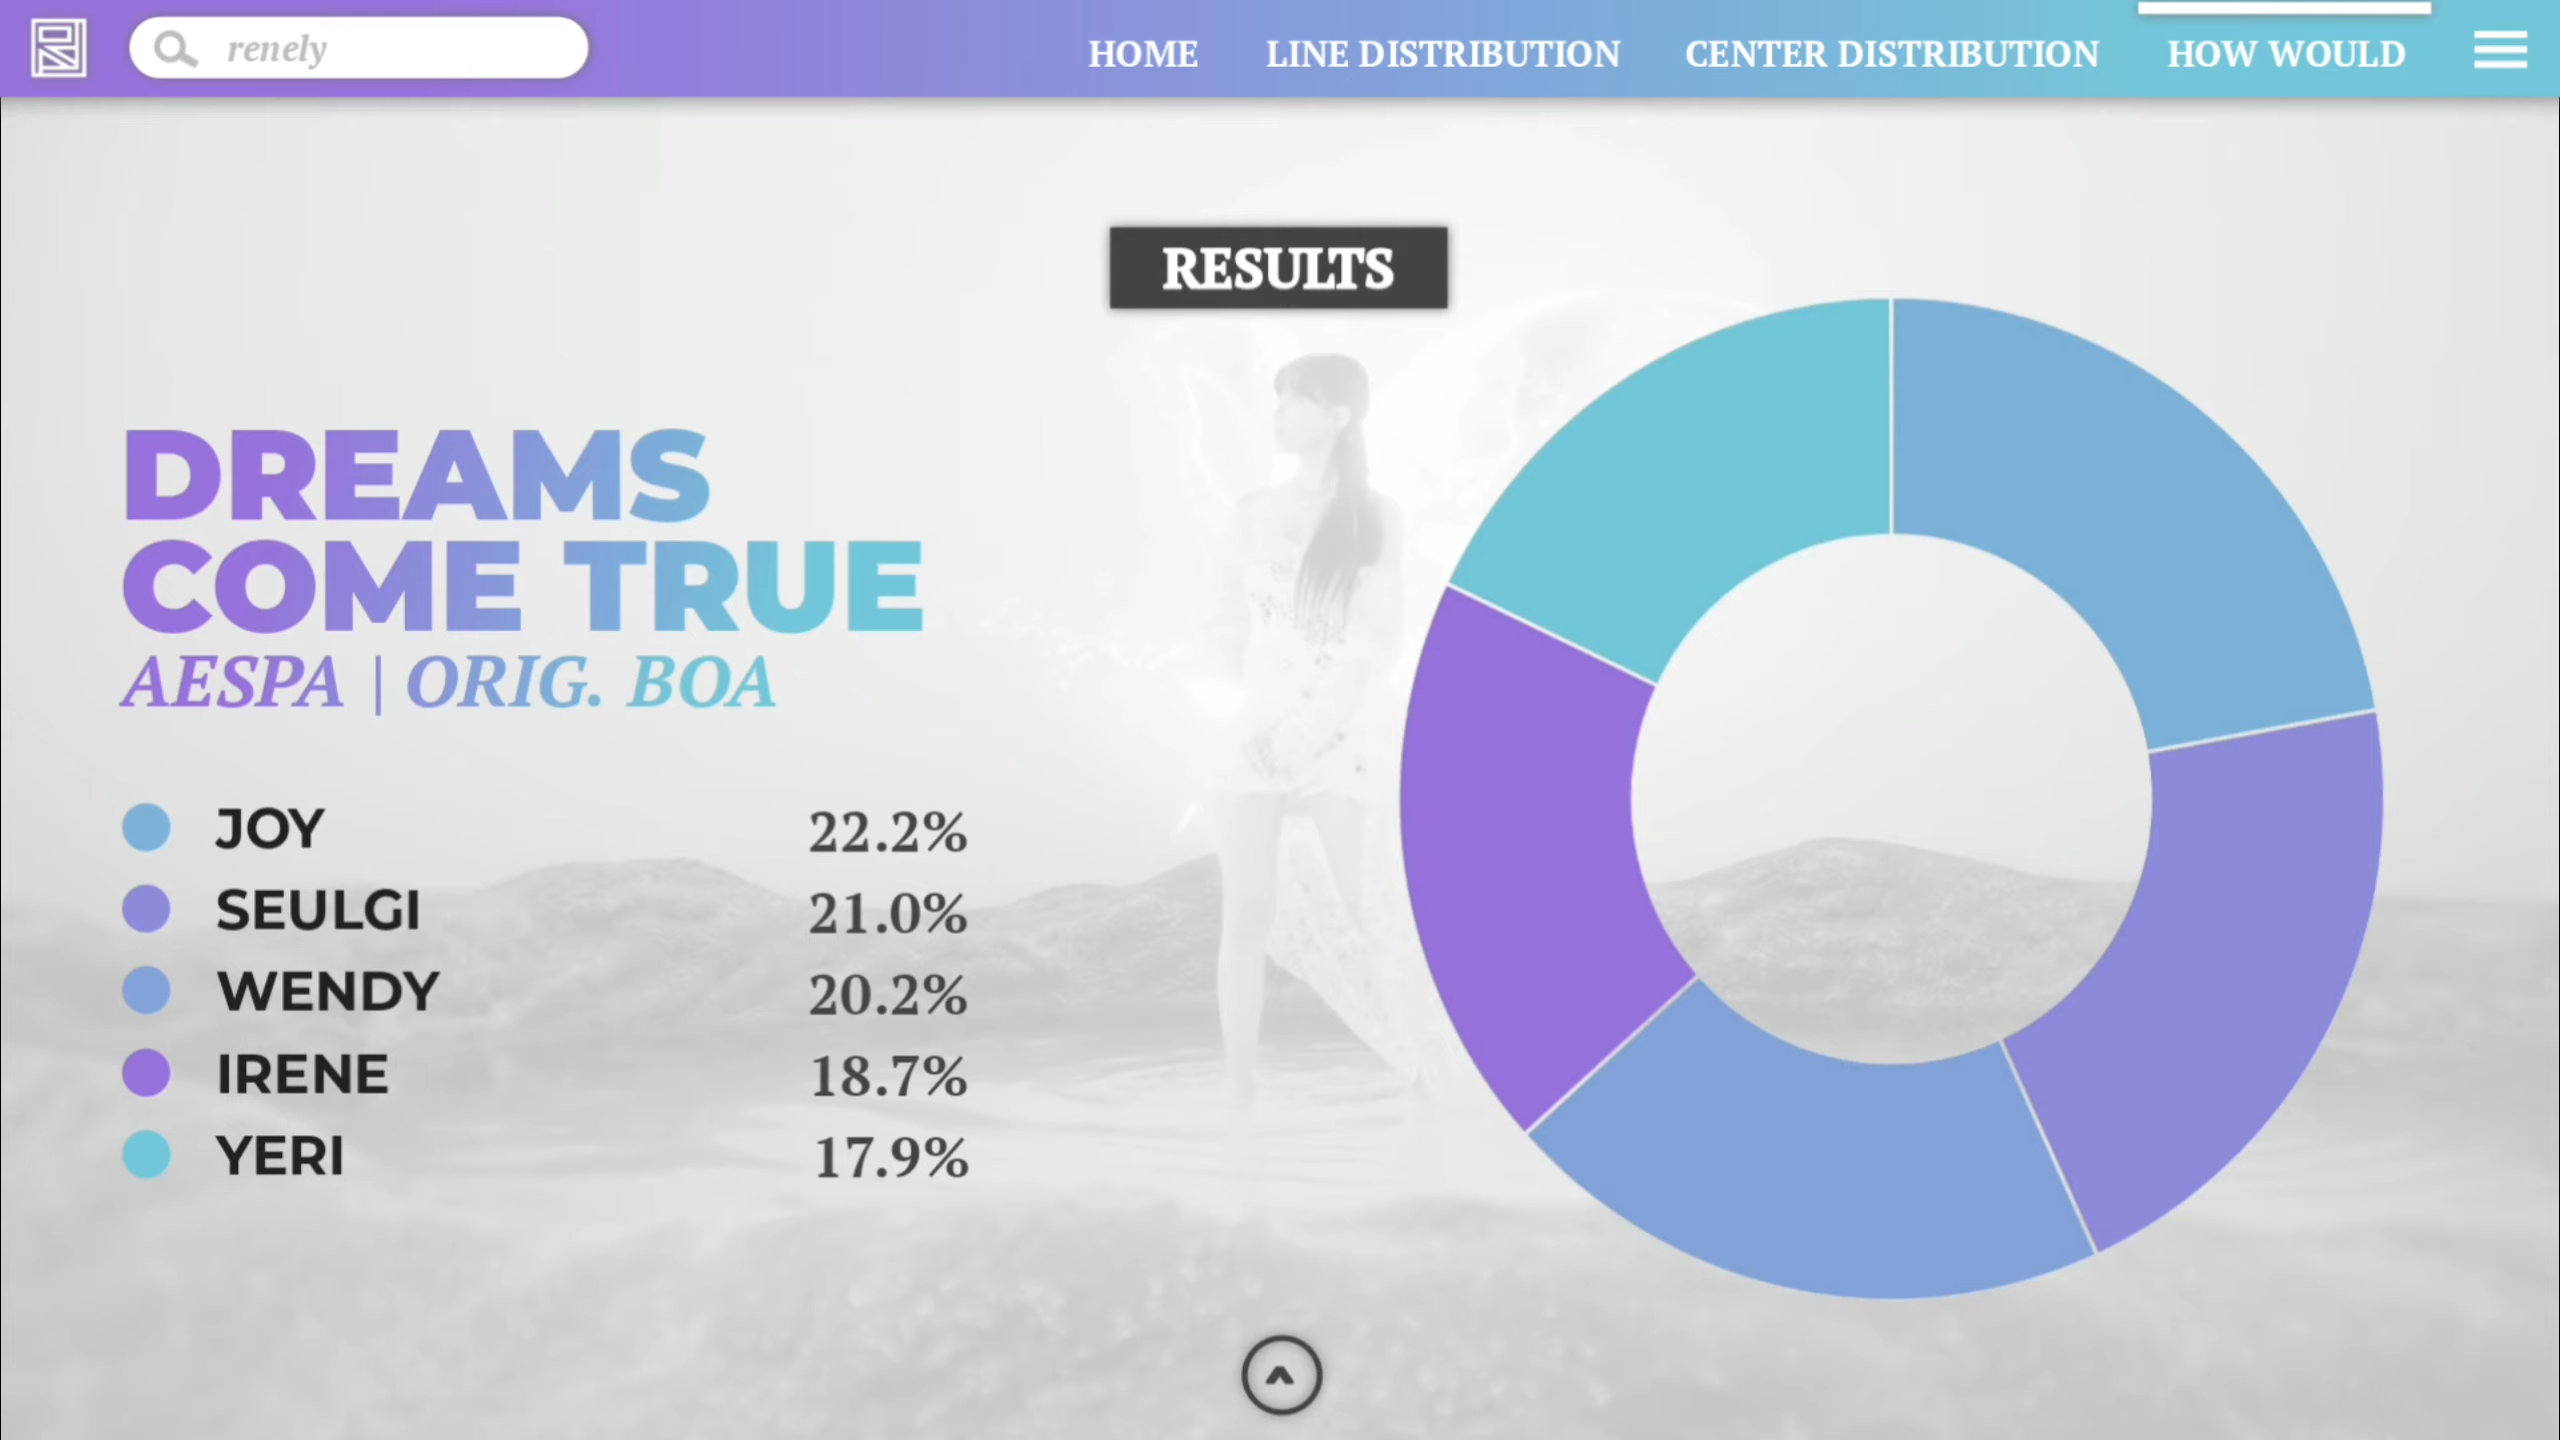 renely
HOME
LINE DISTRIBUTION
CENTER DISTRIBUTION
HOW WOULD
RESULTS
DREAMS
COME TRUE
AESPA | ORIG. BOA
JOY 22.2%
SEULGI 21.0%
WENDY 20.2%
IRENE 18.7%
YERI 17.9%